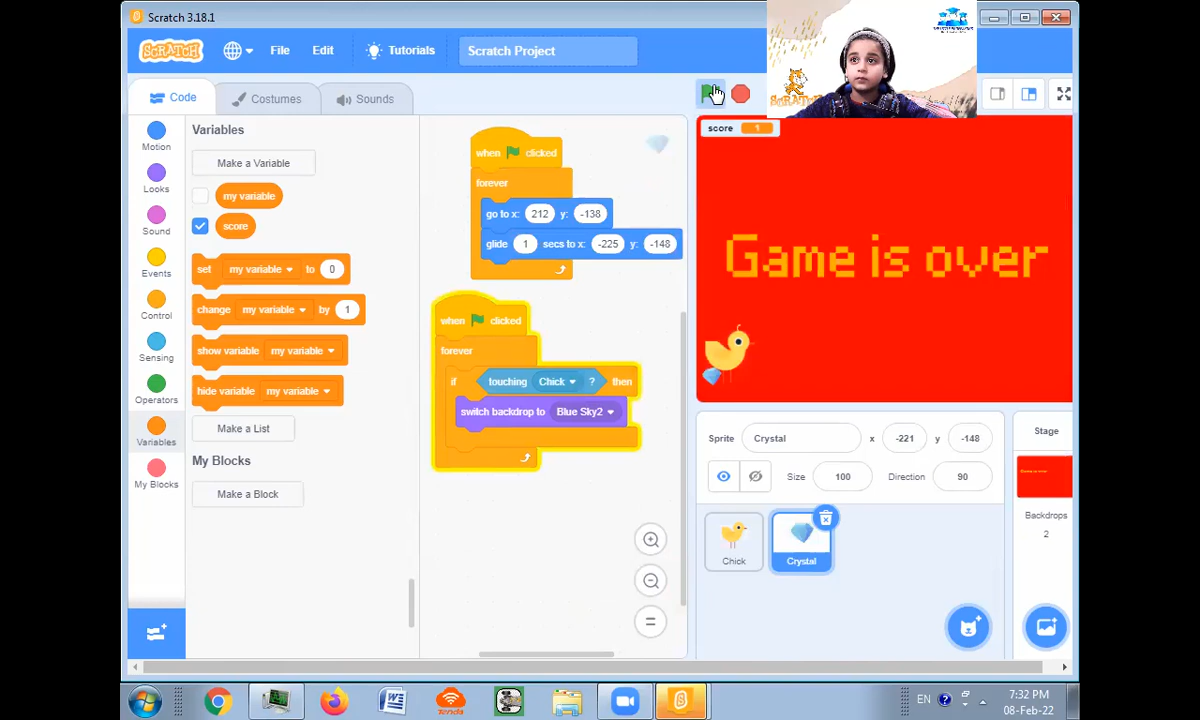 Scratch 3.18.1
SCRATCH
File
Edit
Tutorials
Scratch Project
Code
Costumes
Sounds
Motion
Looks
Sound
Events
Control
Sensing
Operators
Variables
My Blocks
Variables
Make a Variable
my variable
score
set my variable to 0
change my variable by 1
show variable my variable
hide variable my variable
Make a List
My Blocks
Make a Block
when clicked
forever
go to x: 212 y: -138
glide 1 secs to x: -225 y: -148
when clicked
forever
if touching Chick ? then
switch backdrop to Blue Sky2
score 1
Game is over
Sprite Crystal x -221 y -148
Size 100 Direction 90
Chick
Crystal
Stage
Backdrops
2
Tenda
EN
7:32 PM
08-Feb-22